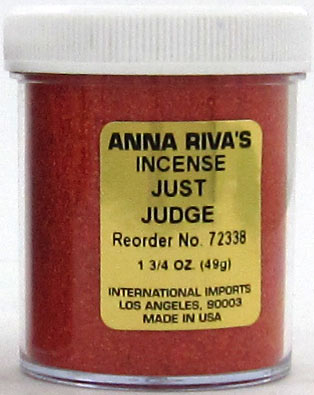 ANNA RIVA'S
INCENSE
JUST
JUDGE
Reorder No. 72338
1 3/4 OZ. (49g)
INTERNATIONAL IMPORTS
LOS ANGELES, 90003
MADE IN USA